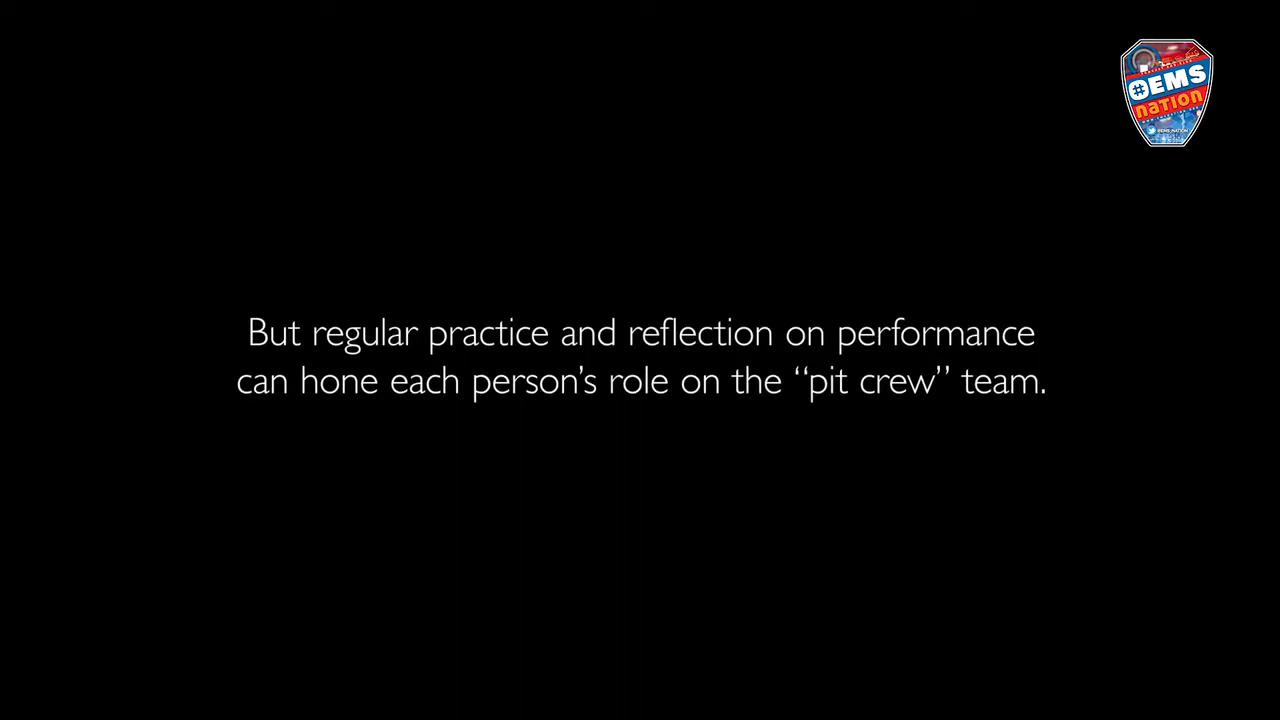 #EMS
nation
@EMS_NATION
But regular practice and reflection on performance
can hone each person's role on the “pit crew” team.